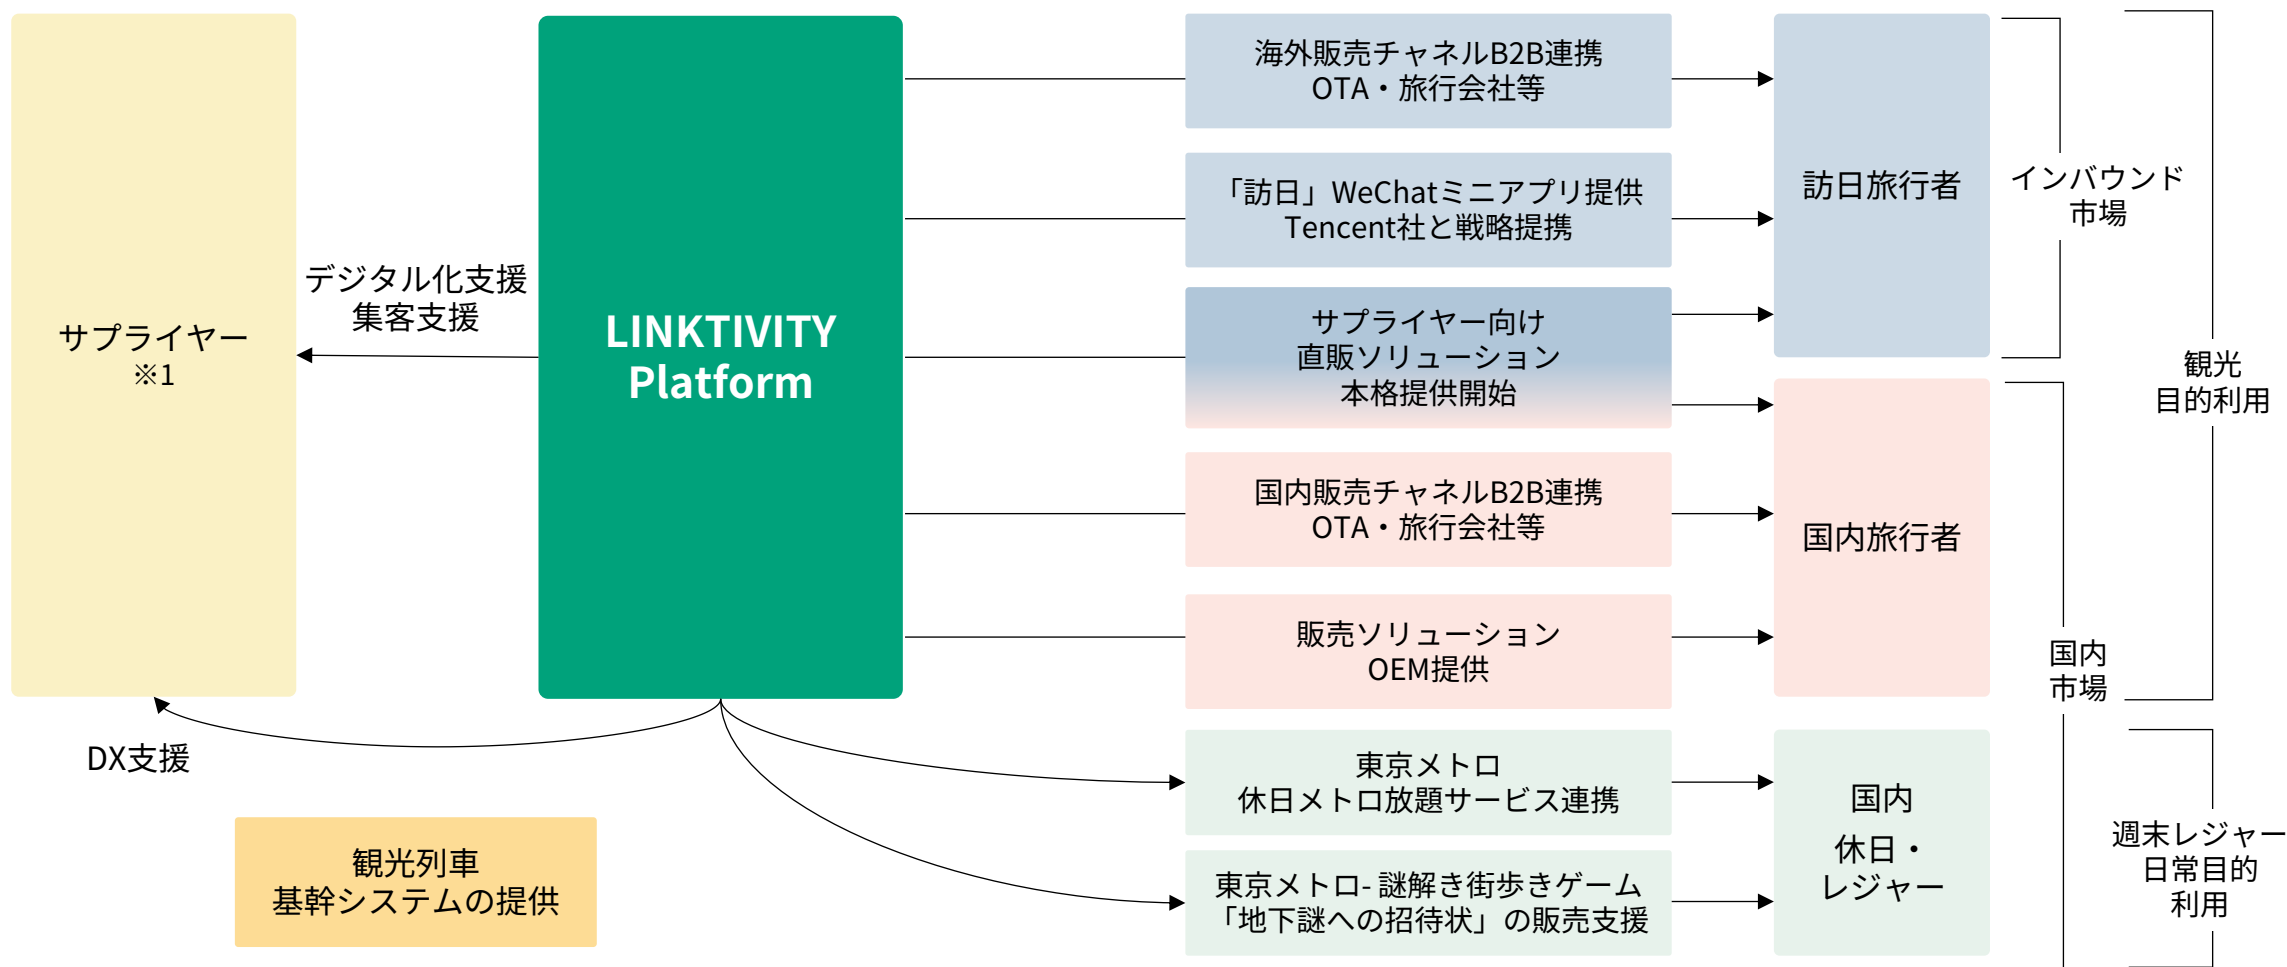 サプライヤー
※1
デジタル化支援
集客支援
LINKTIVITY
Platform
DX支援
観光列車
基幹システムの提供
海外販売チャネルB2B連携
OTA・旅行会社等
「訪日」WeChatミニアプリ提供
Tencent社と戦略提携
サプライヤー向け
直販ソリューション
本格提供開始
国内販売チャネルB2B連携
OTA・旅行会社等
販売ソリューション
OEM提供
東京メトロ
休日メトロ放題サービス連携
東京メトロ- 謎解き街歩きゲーム
「地下謎への招待状」の販売支援
訪日旅行者
国内旅行者
国内
休日・
レジャー
インバウンド
市場
国内
市場
観光
目的利用
週末レジャー
日常目的
利用